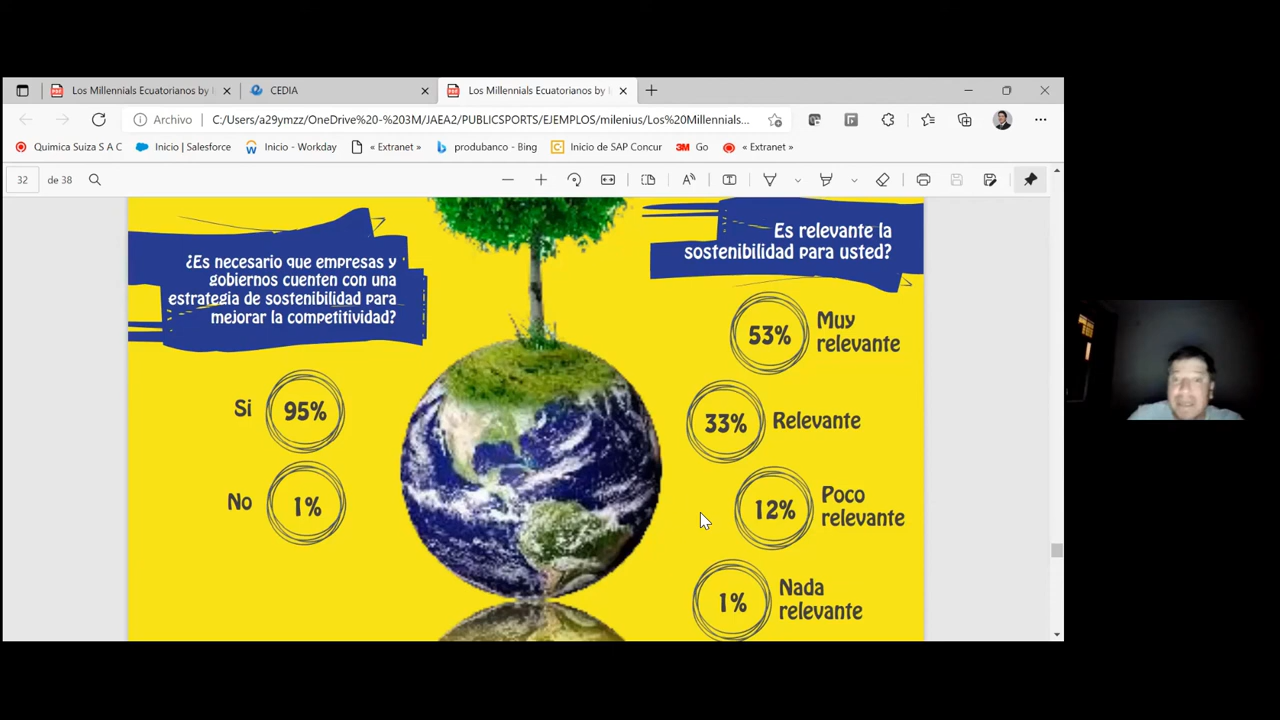 Los Millennials Ecuatorianos by
CEDIA
Los Millennials Ecuatorianos by
Archivo
C:/Users/a29ymzz/OneDrive%20-%203M/JAEA2/PUBLICSPORTS/EJEMPLOS/milenius/Los%20Millennials...
Quimica Suiza S A C
Inicio | Salesforce
Inicio - Workday
« Extranet »
produbanco - Bing
Inicio de SAP Concur
3M Go
« Extranet »
32 de 38
¿Es necesario que empresas y
gobiernos cuenten con una
estrategia de sostenibilidad para
mejorar la competitividad?
Si 95%
No 1%
Es relevante la
sostenibilidad para usted?
53% Muy
relevante
33% Relevante
12% Poco
relevante
1% Nada
relevante